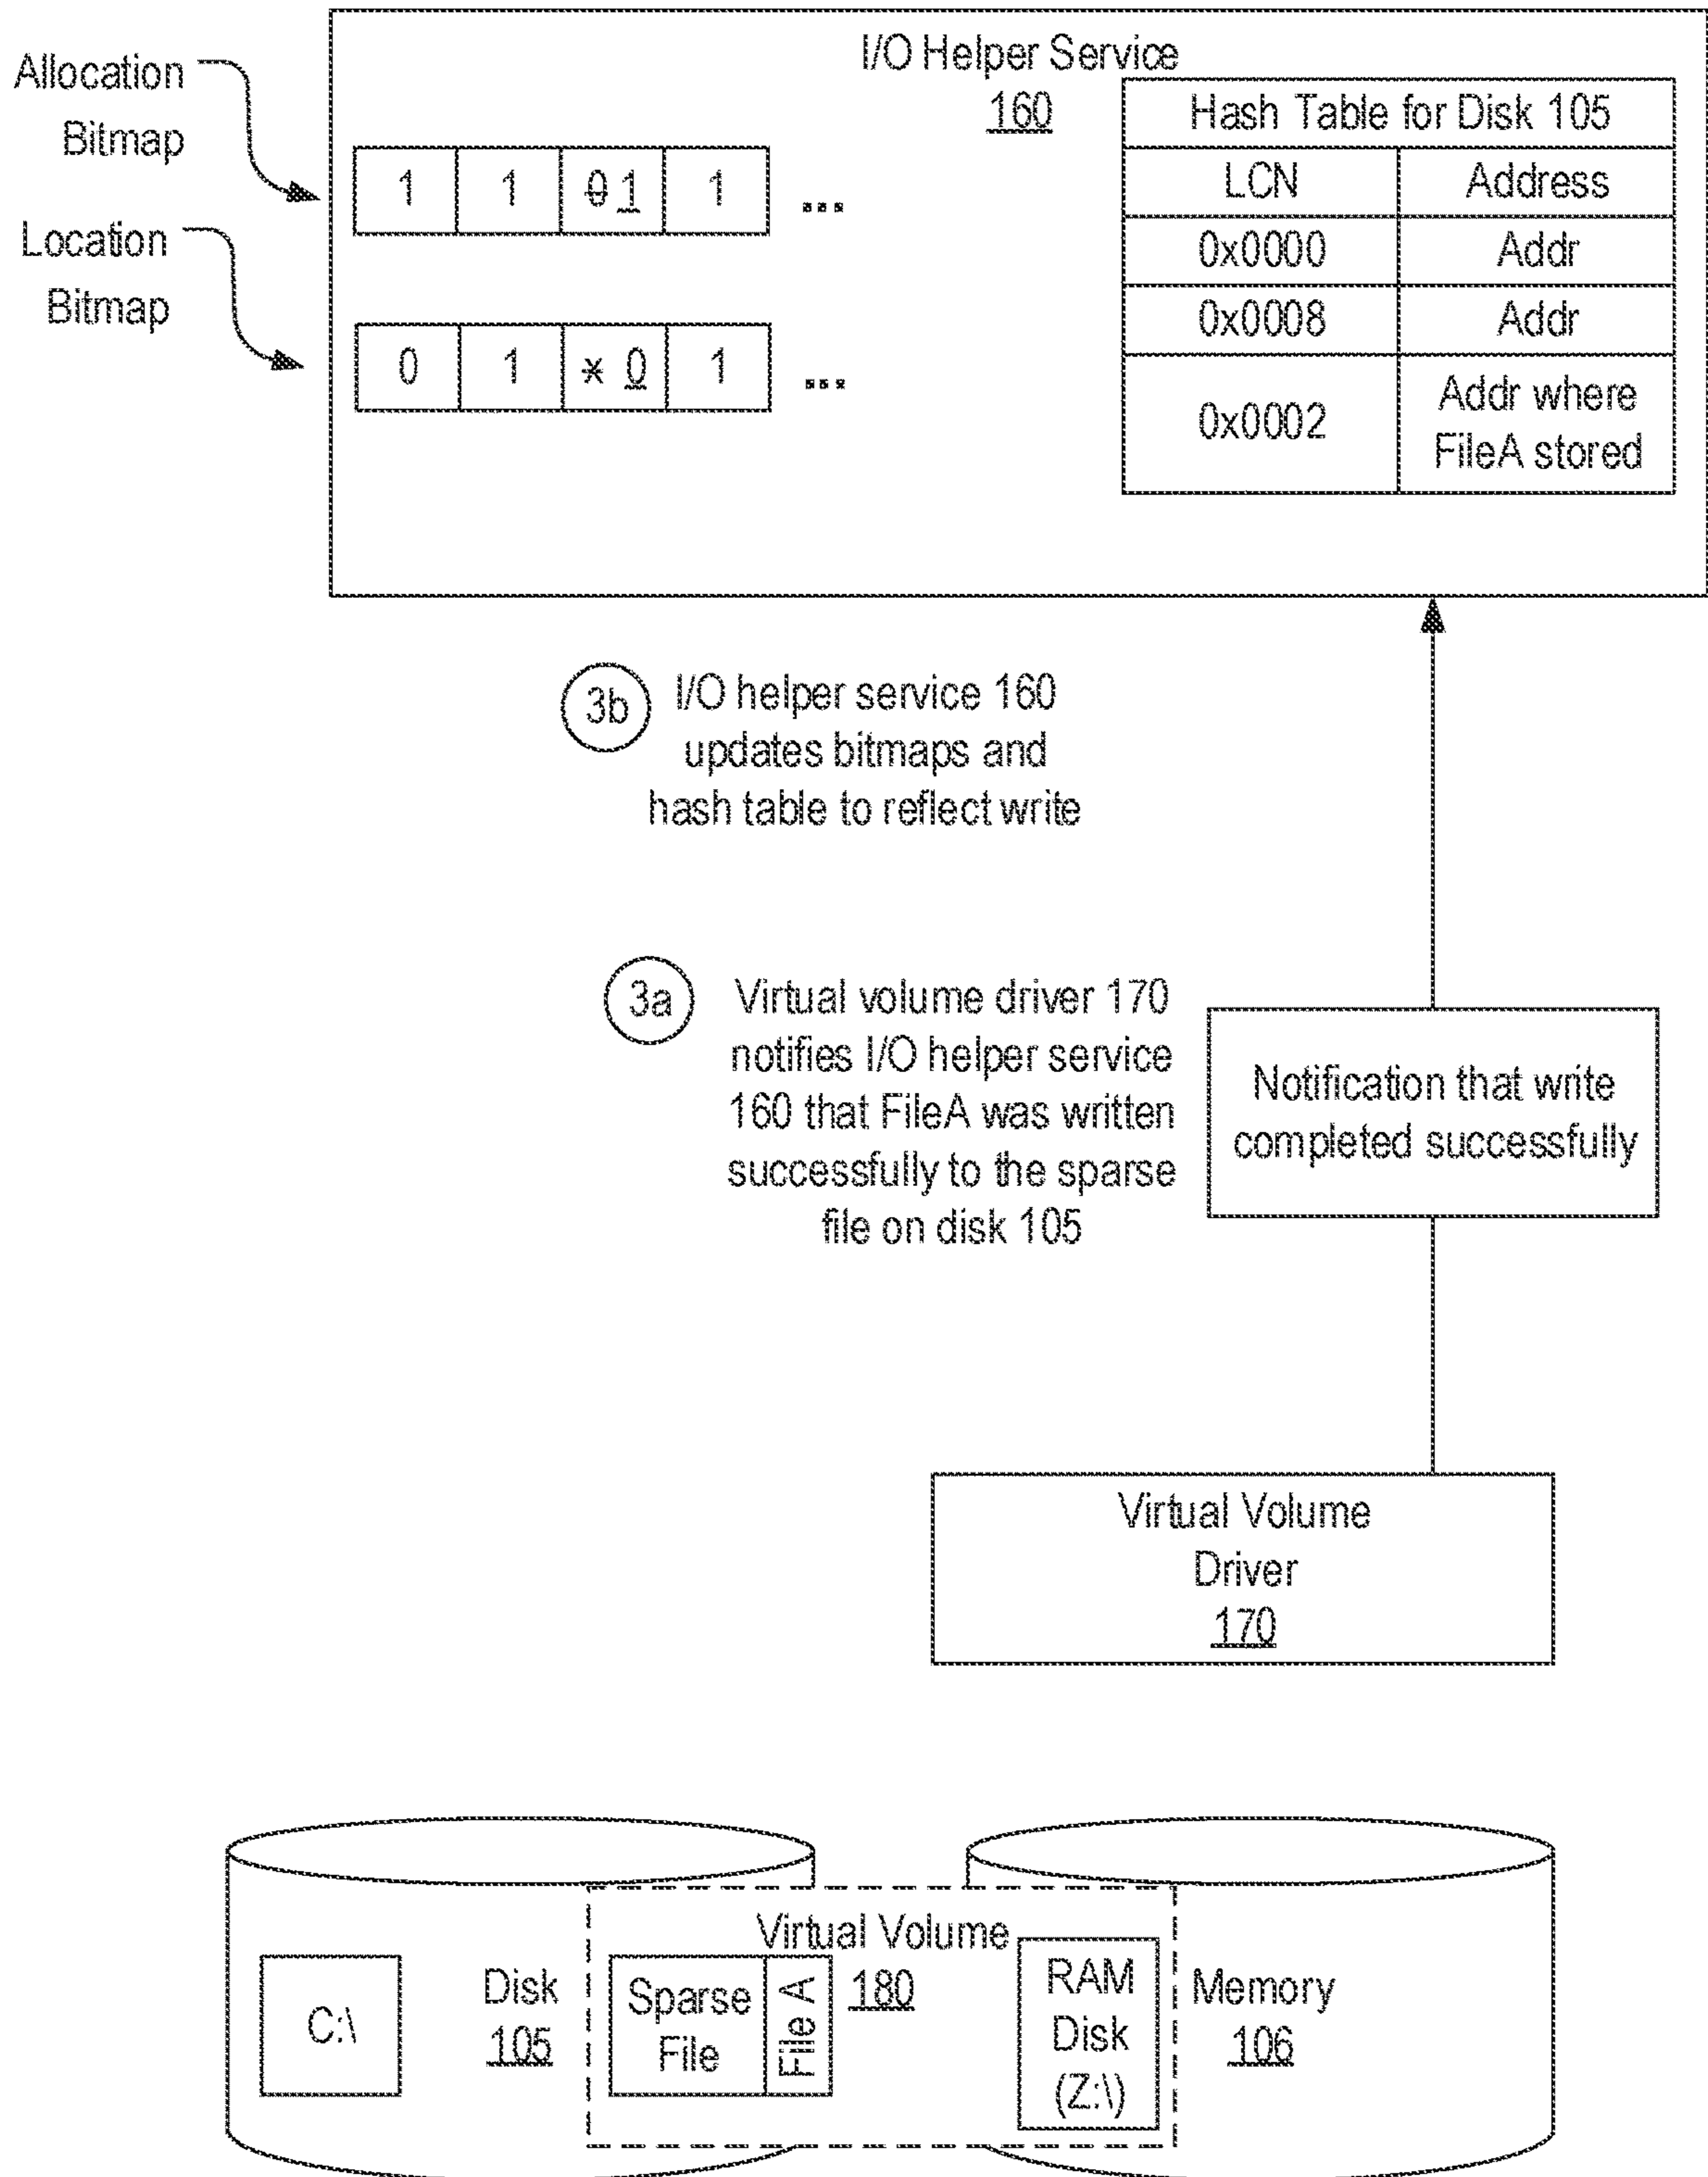 I/O Helper Service
160
Allocation
Bitmap
1 1 0 1 1 ...
Location
Bitmap
0 1 * 0 1 ...
Hash Table for Disk 105
LCN Address
0x0000 Addr
0x0008 Addr
0x0002 Addr where
FileA stored
3b I/O helper service 160
updates bitmaps and
hash table to reflect write
3a Virtual volume driver 170
notifies I/O helper service
160 that FileA was written
successfully to the sparse
file on disk 105
Notification that write
completed successfully
Virtual Volume
Driver
170
C:\
Disk
105
Virtual Volume
180
Sparse
File
File A
RAM
Disk
(Z:\)
Memory
106